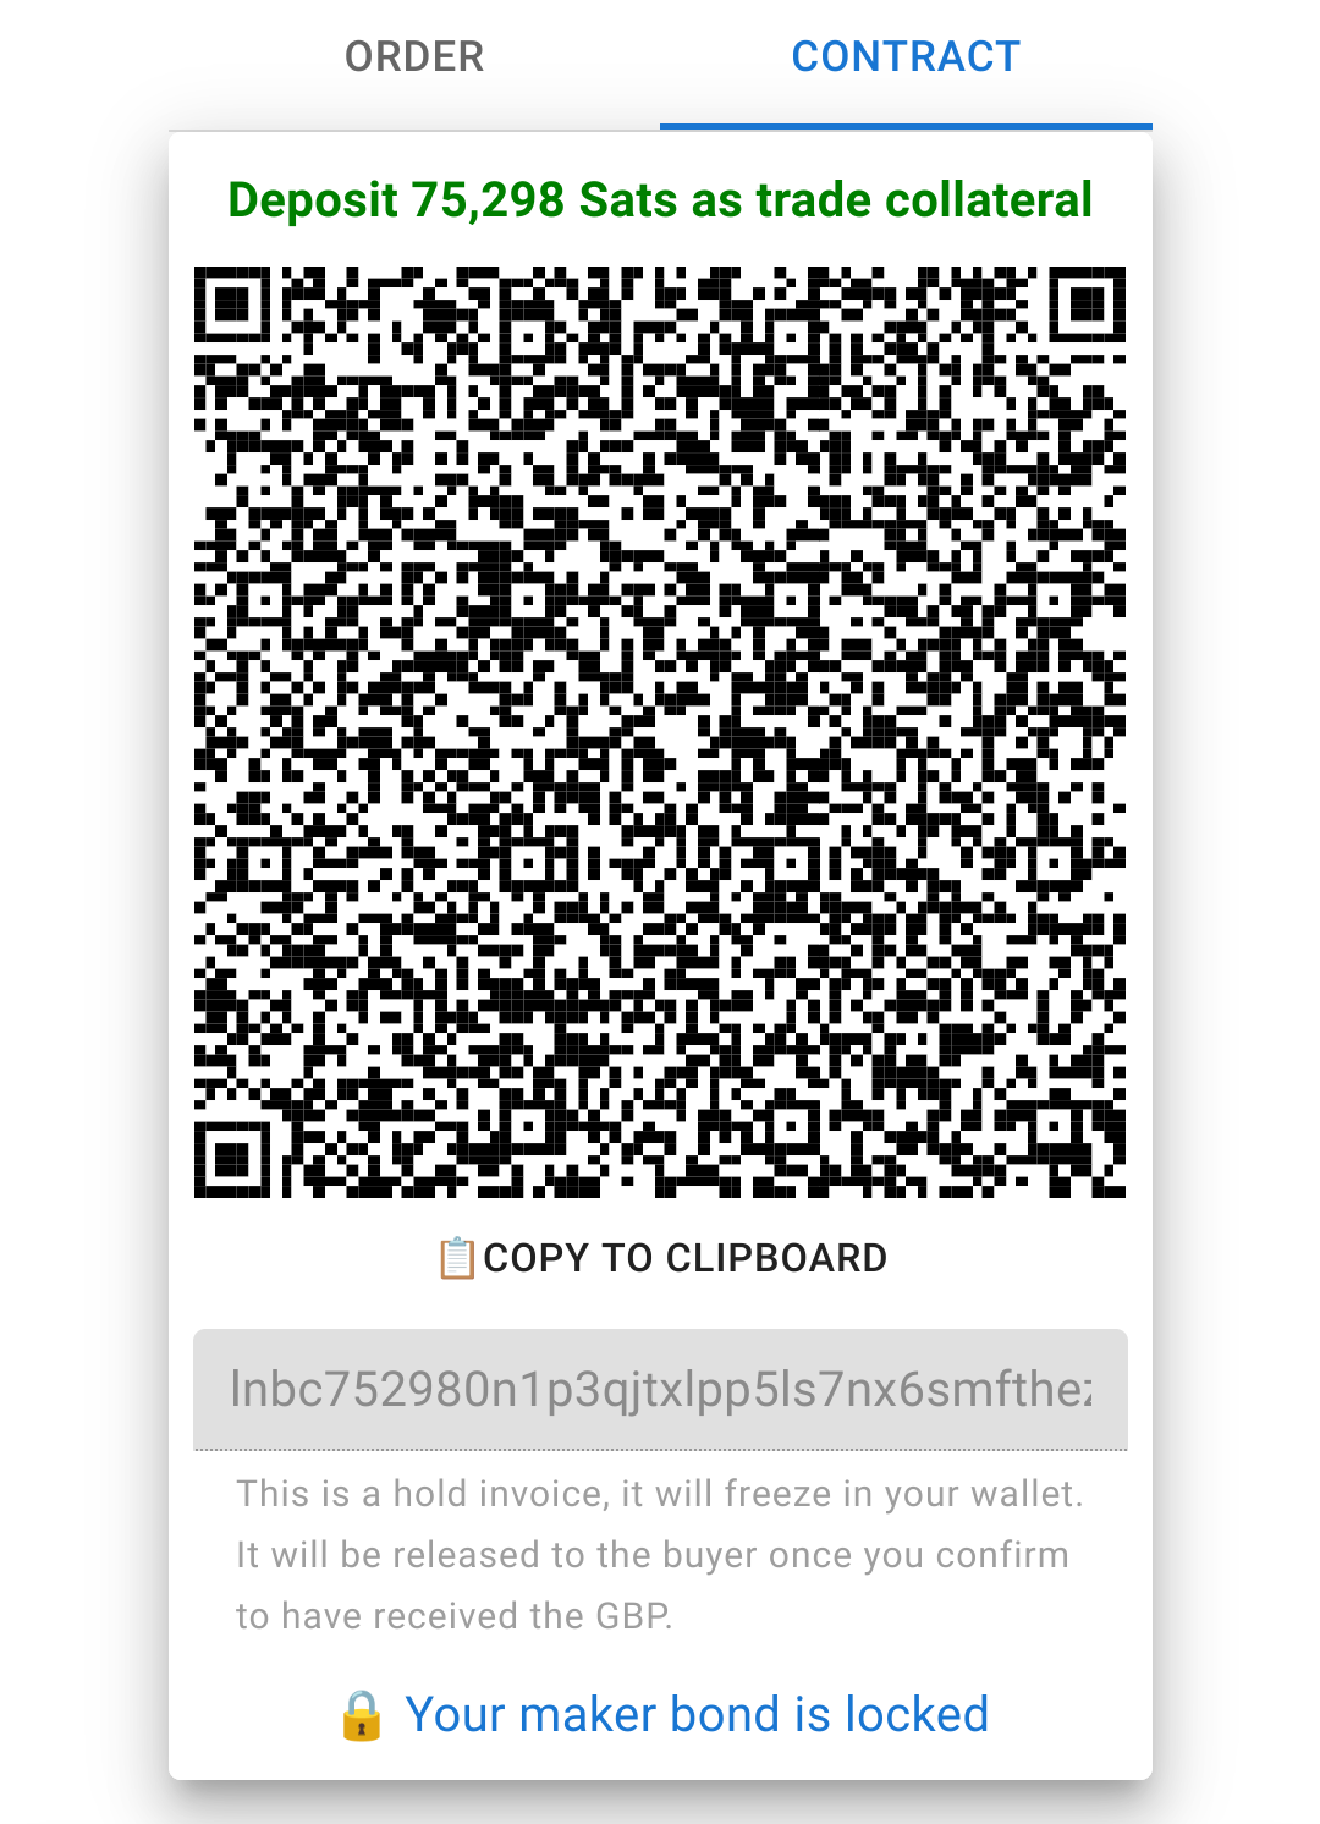 ORDER
CONTRACT
Deposit 75,298 Sats as trade collateral
📋COPY TO CLIPBOARD
lnbc752980n1p3qjtxlpp5ls7nx6smfthez
This is a hold invoice, it will freeze in your wallet.
It will be released to the buyer once you confirm
to have received the GBP.
🔒 Your maker bond is locked